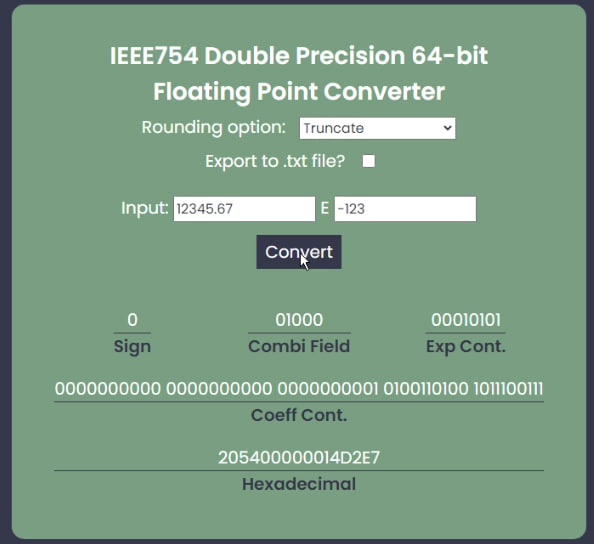 IEEE754 Double Precision 64-bit
Floating Point Converter
Rounding option: Truncate
Export to .txt file?
Input: 12345.67 E -123
Convert
0 01000 00010101
Sign Combi Field Exp Cont.
0000000000 0000000000 0000000001 0100110100 1011100111
Coeff Cont.
205400000014D2E7
Hexadecimal